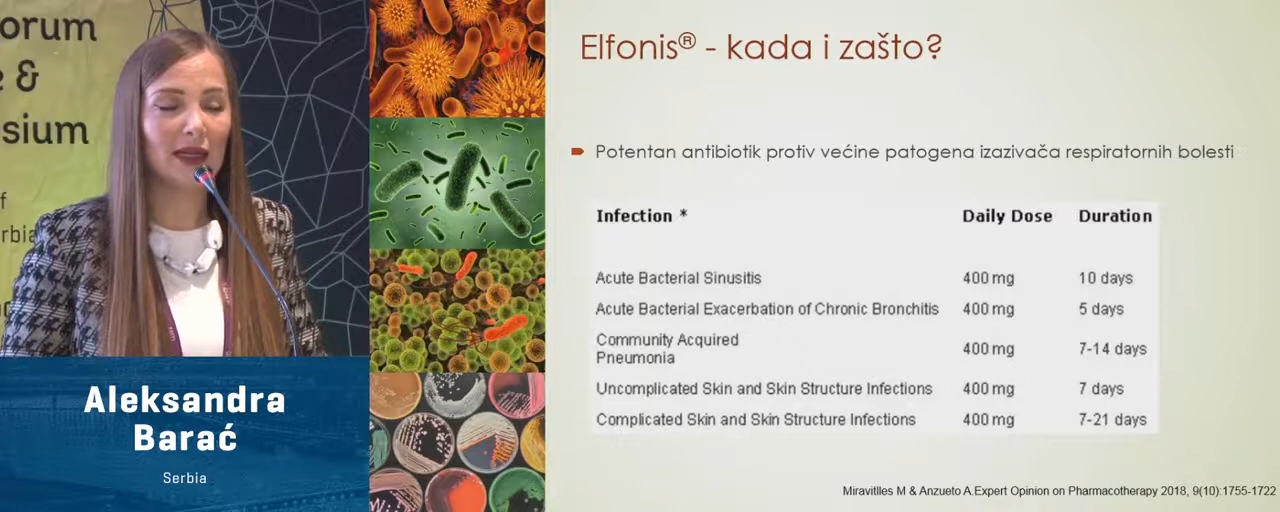 orum
e &
sium
f
rbia
Aleksandra
Barać
Serbia
Elfonis® - kada i zašto?
Potentan antibiotik protiv većine patogena izazivača respiratornih bolesti
Infection * Daily Dose Duration
Acute Bacterial Sinusitis 400 mg 10 days
Acute Bacterial Exacerbation of Chronic Bronchitis 400 mg 5 days
Community Acquired
Pneumonia 400 mg 7-14 days
Uncomplicated Skin and Skin Structure Infections 400 mg 7 days
Complicated Skin and Skin Structure Infections 400 mg 7-21 days
Miravitlles M & Anzueto A.Expert Opinion on Pharmacotherapy 2018, 9(10):1755-1722